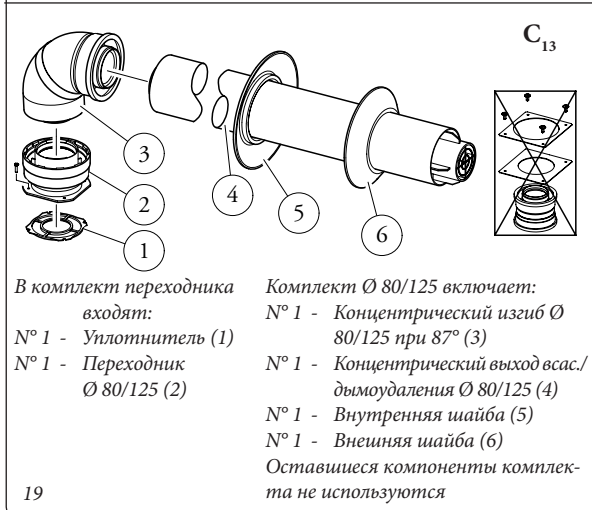 C13
3
2
1
4
5
6
В комплект переходника
входят:
N° 1 - Уплотнитель (1)
N° 1 - Переходник
Ø 80/125 (2)
Комплект Ø 80/125 включает:
N° 1 - Концентрический изгиб Ø
80/125 при 87° (3)
N° 1 - Концентрический выход всас./
дымоудаления Ø 80/125 (4)
N° 1 - Внутренняя шайба (5)
N° 1 - Внешняя шайба (6)
Оставшиеся компоненты комплек-
та не используются
19